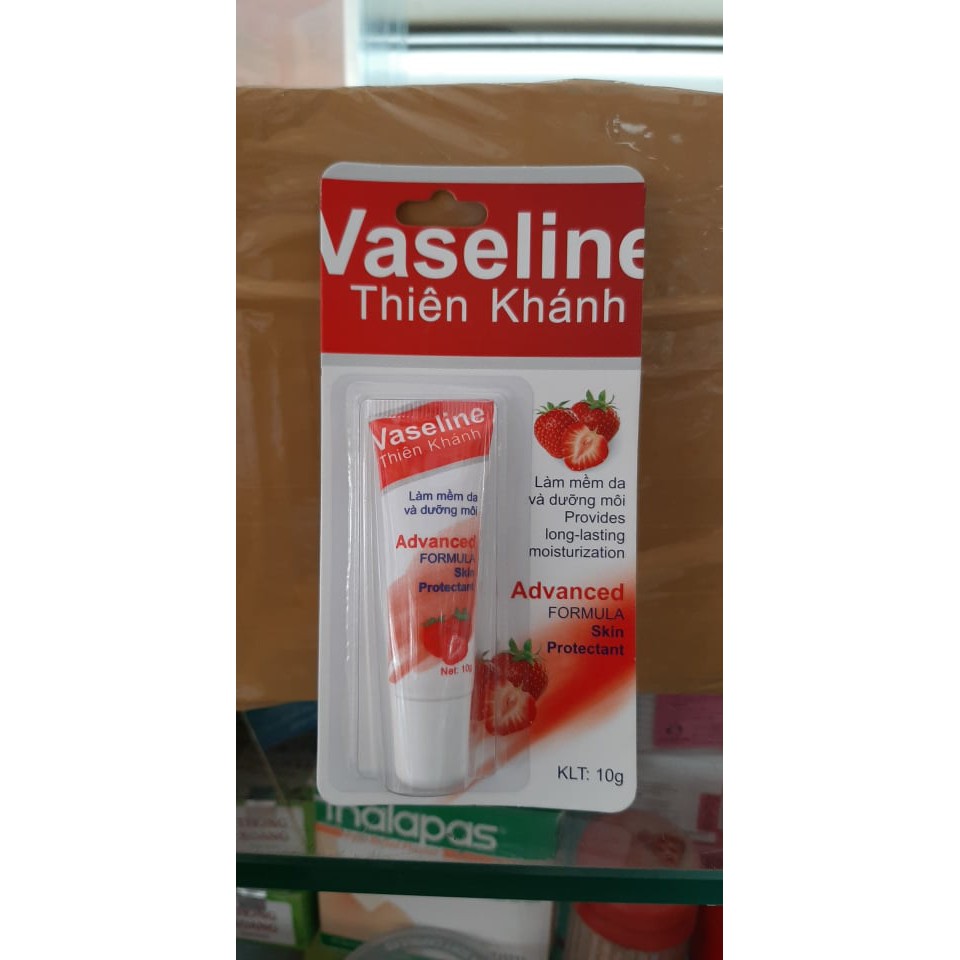 Vaseline
Thiên Khánh
Vaseline
Thiên Khánh
Làm mềm da
và dưỡng môi
Advanced
FORMULA
Skin
Protectant
Net: 10g
Làm mềm da
và dưỡng môi
Provides
long-lasting
moisturization
Advanced
FORMULA
Skin
Protectant
KLT: 10g